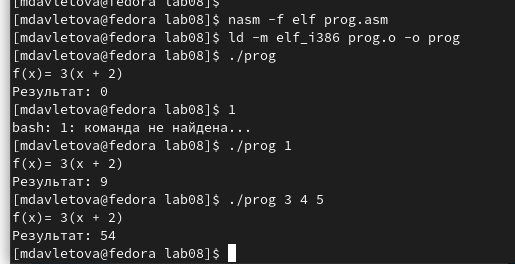 [mdavletova@fedora lab08]$
[mdavletova@fedora lab08]$ nasm -f elf prog.asm
[mdavletova@fedora lab08]$ ld -m elf_i386 prog.o -o prog
[mdavletova@fedora lab08]$ ./prog
f(x)= 3(x + 2)
Результат: 0
[mdavletova@fedora lab08]$ 1
bash: 1: команда не найдена...
[mdavletova@fedora lab08]$ ./prog 1
f(x)= 3(x + 2)
Результат: 9
[mdavletova@fedora lab08]$ ./prog 3 4 5
f(x)= 3(x + 2)
Результат: 54
[mdavletova@fedora lab08]$